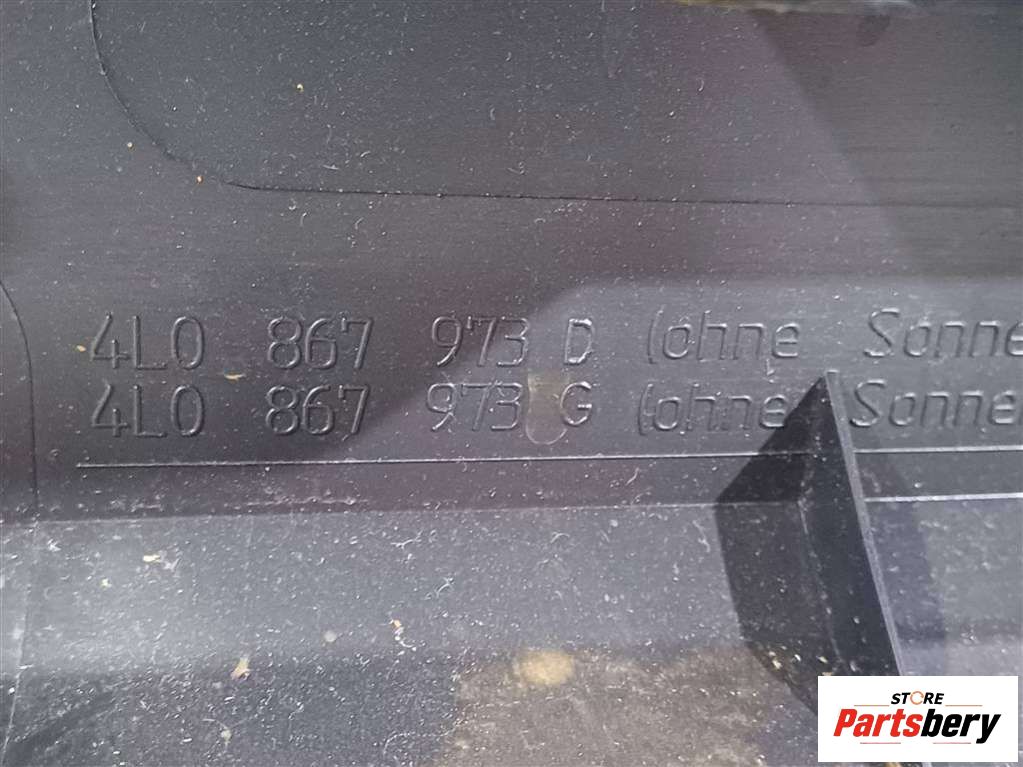 4L0 867 973 D (ohne Sonne
4L0 867 973 G (ohne Sonne
STORE
Partsbery